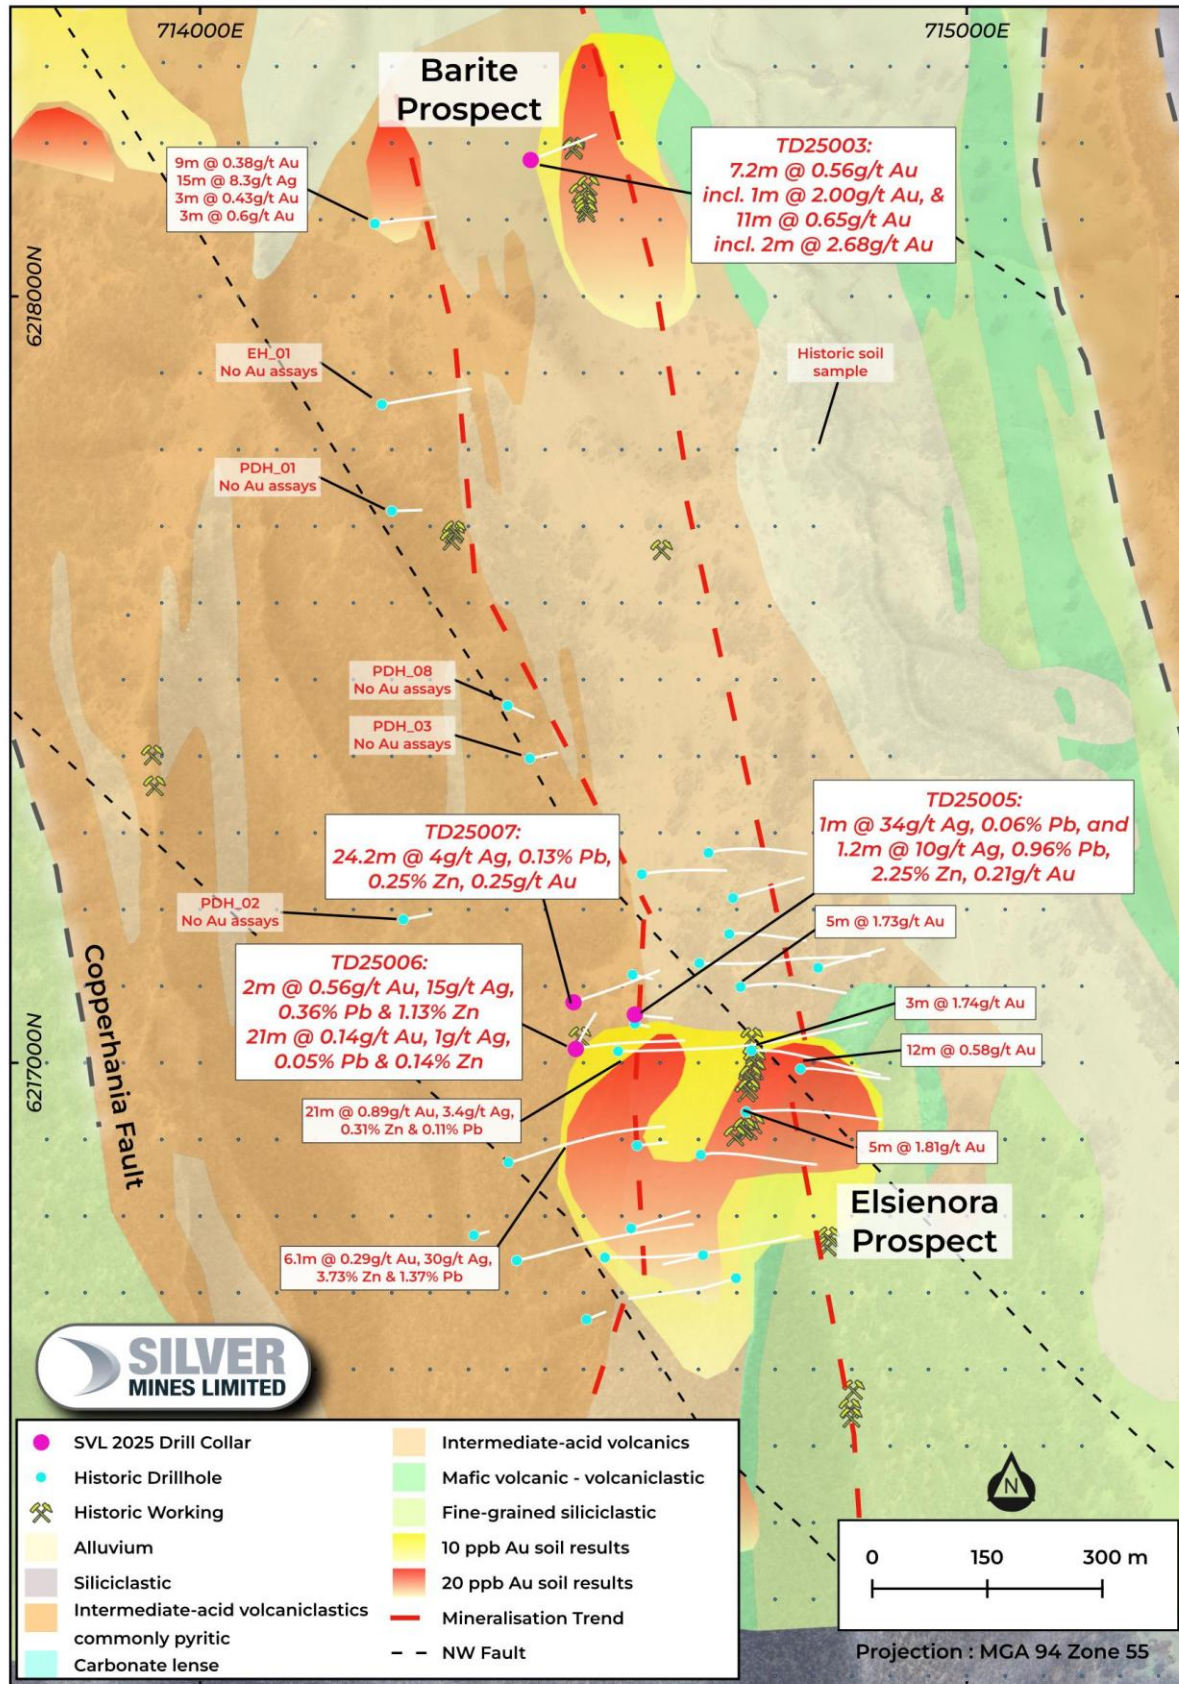 714000E
715000E
Barite
Prospect
9m @ 0.38g/t Au
15m @ 8.3g/t Ag
3m @ 0.43g/t Au
3m @ 0.6g/t Au
TD25003:
7.2m @ 0.56g/t Au
incl. 1m @ 2.00g/t Au, &
11m @ 0.65g/t Au
incl. 2m @ 2.68g/t Au
6218000N
EH_01
No Au assays
Historic soil
sample
PDH_01
No Au assays
PDH_08
No Au assays
PDH_03
No Au assays
TD25007:
24.2m @ 4g/t Ag, 0.13% Pb,
0.25% Zn, 0.25g/t Au
TD25005:
1m @ 34g/t Ag, 0.06% Pb, and
1.2m @ 10g/t Ag, 0.96% Pb,
2.25% Zn, 0.21g/t Au
PDH_02
No Au assays
5m @ 1.73g/t Au
TD25006:
2m @ 0.56g/t Au, 15g/t Ag,
0.36% Pb & 1.13% Zn
21m @ 0.14g/t Au, 1g/t Ag,
0.05% Pb & 0.14% Zn
3m @ 1.74g/t Au
12m @ 0.58g/t Au
6217000N
Copperhania Fault
21m @ 0.89g/t Au, 3.4g/t Ag,
0.31% Zn & 0.11% Pb
5m @ 1.81g/t Au
Elsienora
Prospect
6.1m @ 0.29g/t Au, 30g/t Ag,
3.73% Zn & 1.37% Pb
SILVER
MINES LIMITED
SVL 2025 Drill Collar
Historic Drillhole
Historic Working
Alluvium
Siliciclastic
Intermediate-acid volcaniclastics
commonly pyritic
Carbonate lense
Intermediate-acid volcanics
Mafic volcanic - volcaniclastic
Fine-grained siliciclastic
10 ppb Au soil results
20 ppb Au soil results
Mineralisation Trend
NW Fault
N
0 150 300 m
Projection : MGA 94 Zone 55